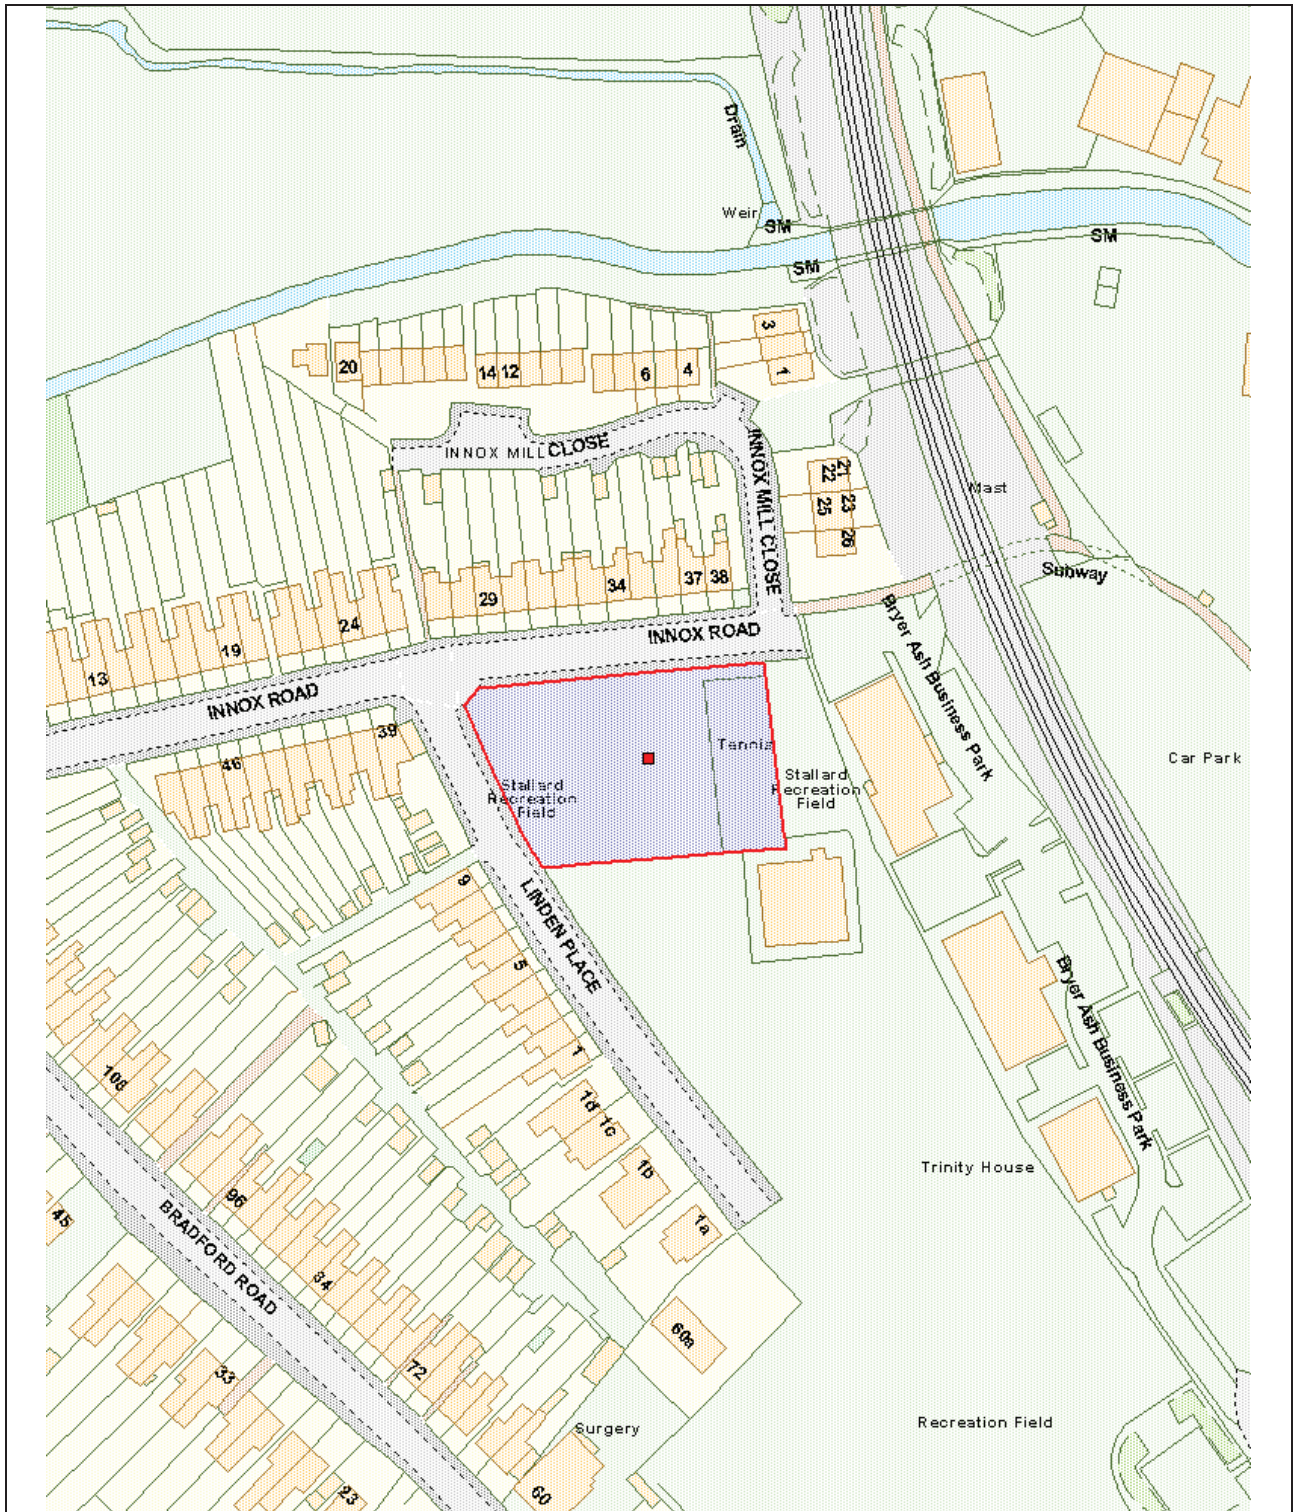 Drain
Weir
SM
SM
SM
3
20
14 12
6
4
1
INNOX MILL CLOSE
INNOX MILL CLOSE
21
22
23
25
26
Mast
Subway
29
34
37
38
24
19
13
INNOX ROAD
INNOX ROAD
Bryer Ash Business Park
39
46
Tennis
Stallard
Recreation
Field
Stallard
Recreation
Field
Car Park
9
LINDEN PLACE
5
1
Bryer Ash Business Park
108
1d
1c
1b
1a
Trinity House
96
45
BRADFORD ROAD
84
60a
33
72
Recreation Field
Surgery
60
23